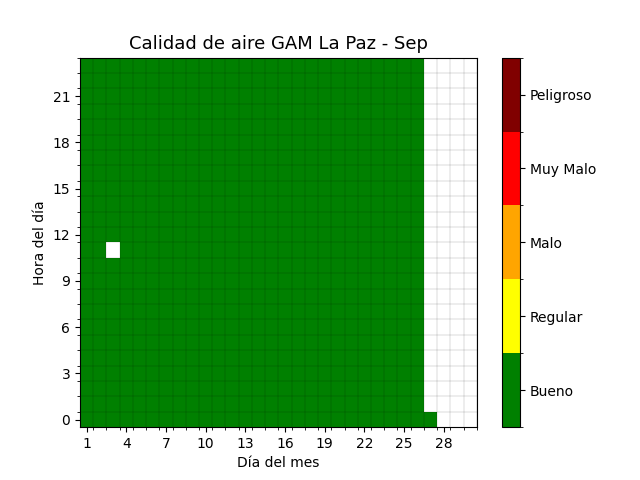 Calidad de aire GAM La Paz - Sep
Hora del día
21
18
15
12
9
6
3
0
1 4 7 10 13 16 19 22 25 28
Día del mes
Peligroso
Muy Malo
Malo
Regular
Bueno